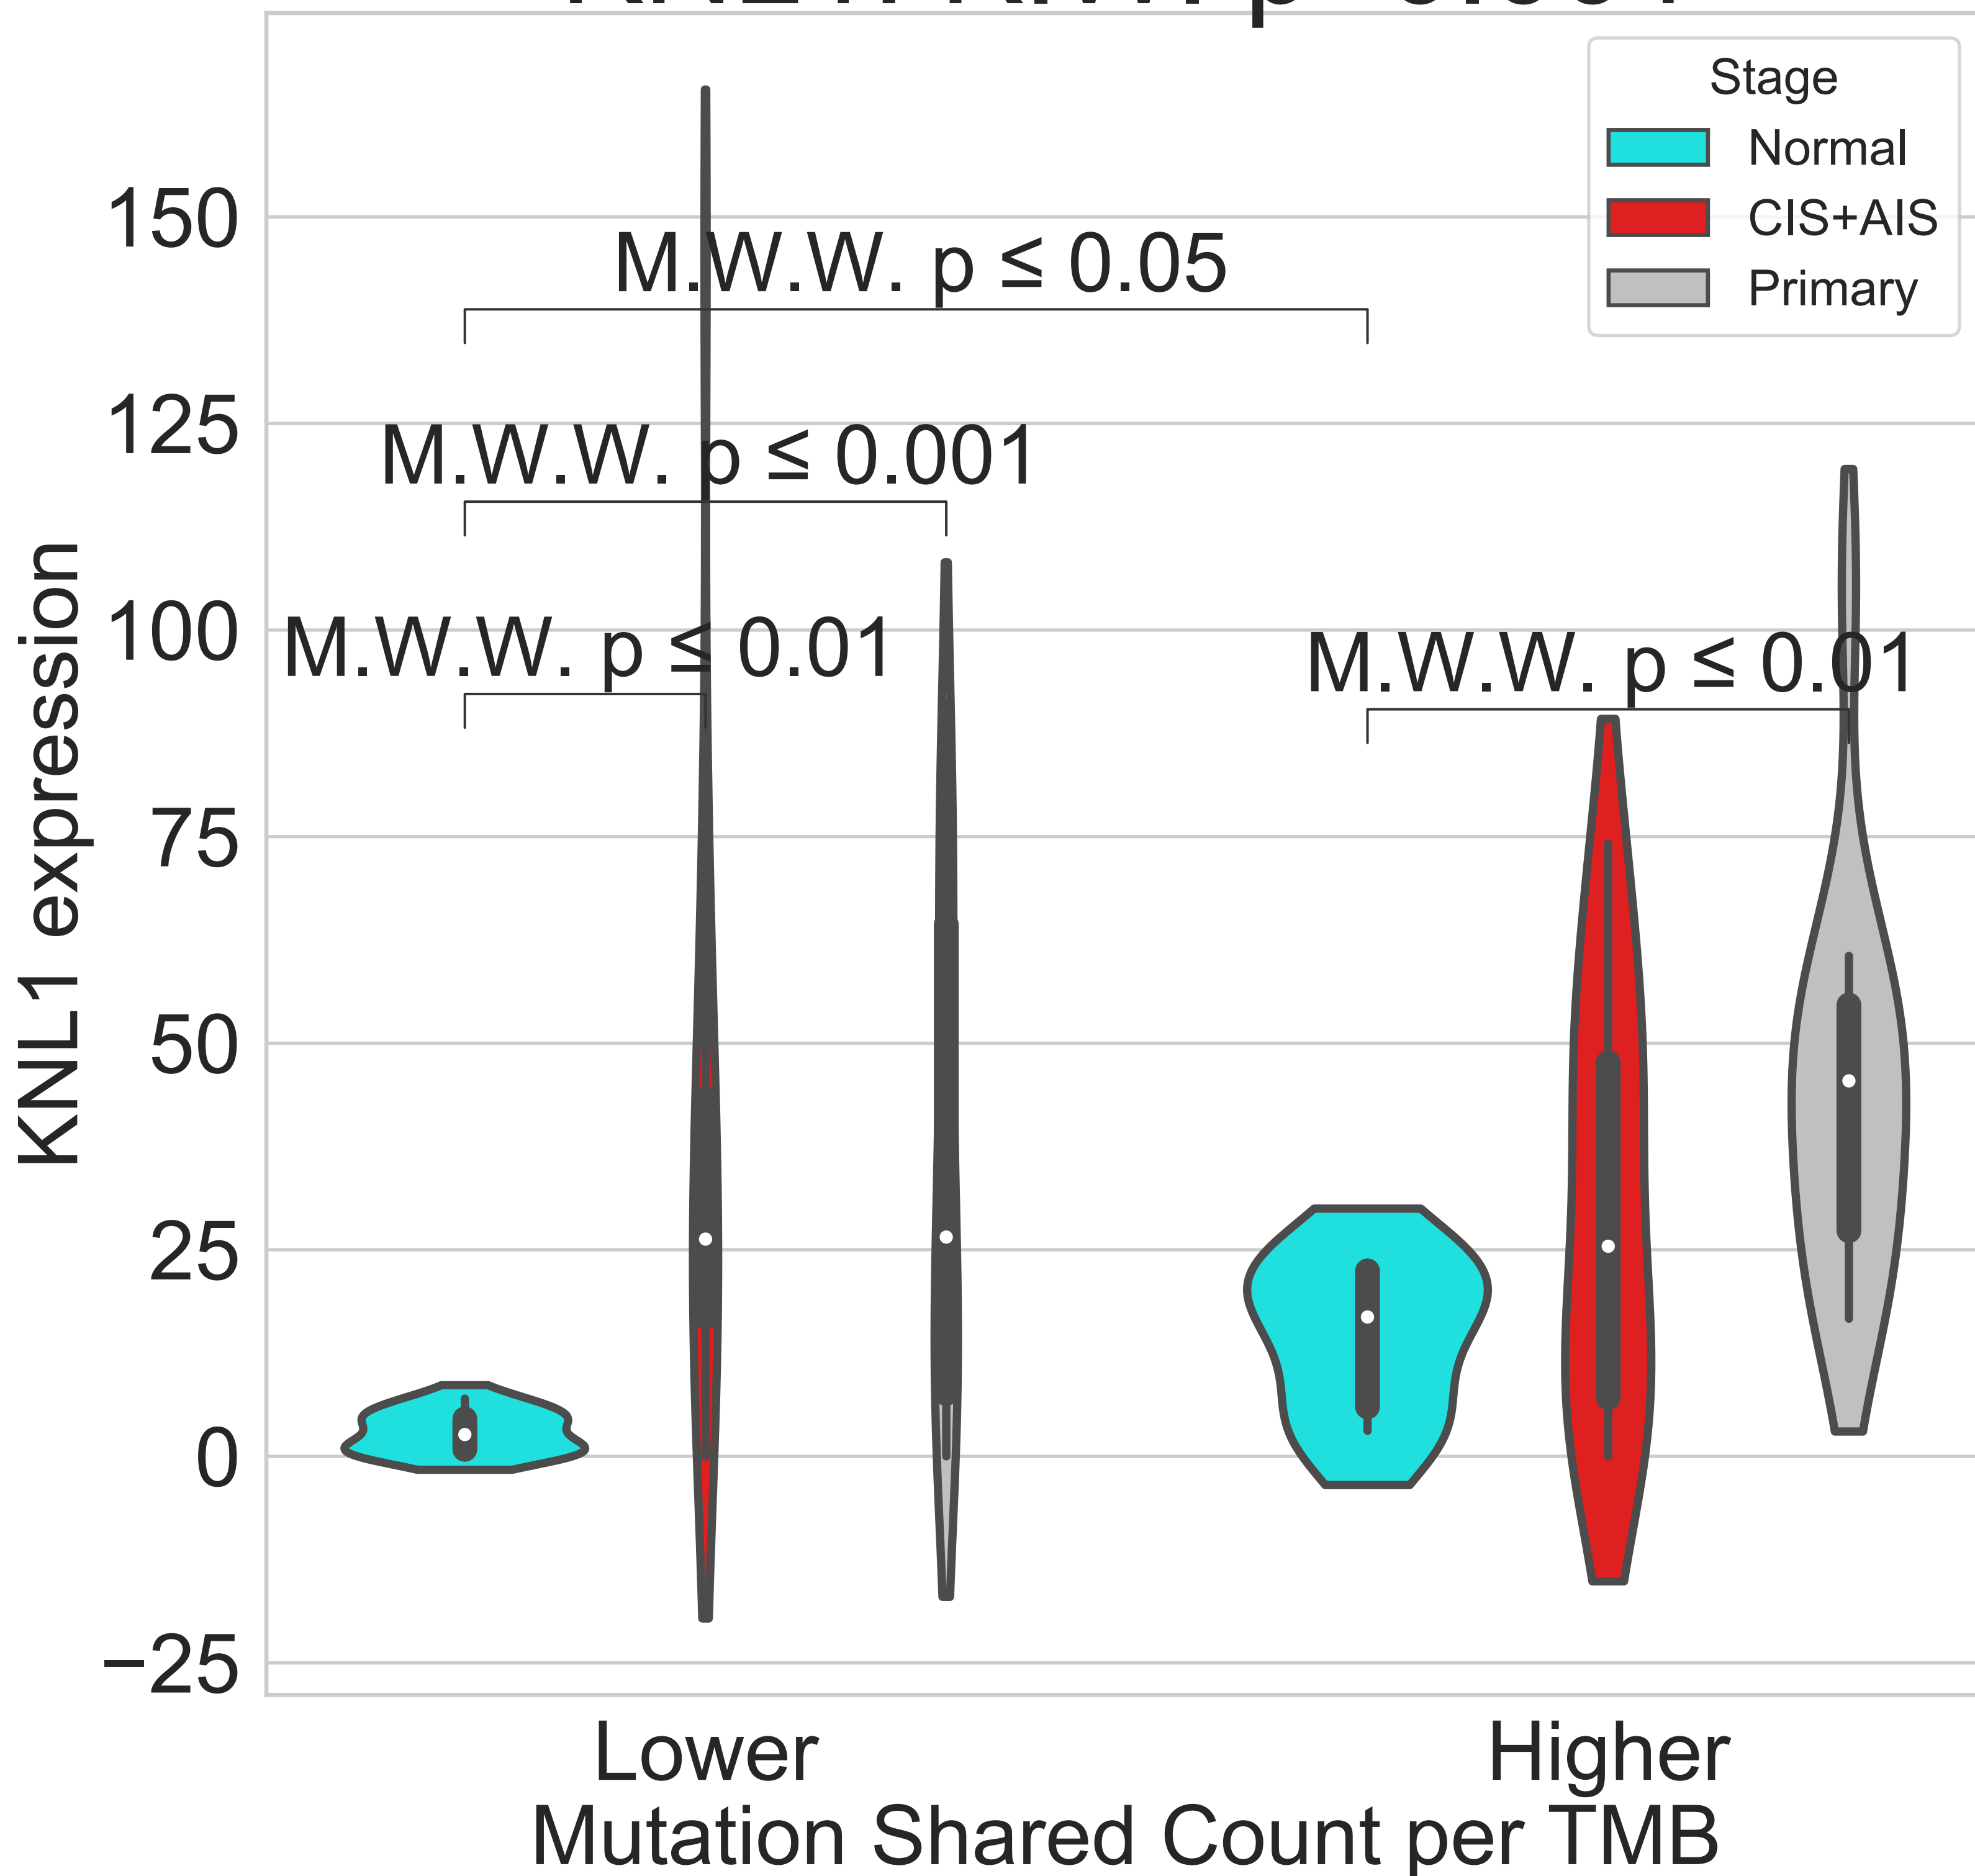 Stage
Normal
CIS+AIS
Primary
150
125
100
75
50
25
0
−25
KNL1 expression
M.W.W. p ≤ 0.05
M.W.W. p ≤ 0.001
M.W.W. p ≤ 0.01
M.W.W. p ≤ 0.01
Lower
Higher
Mutation Shared Count per TMB